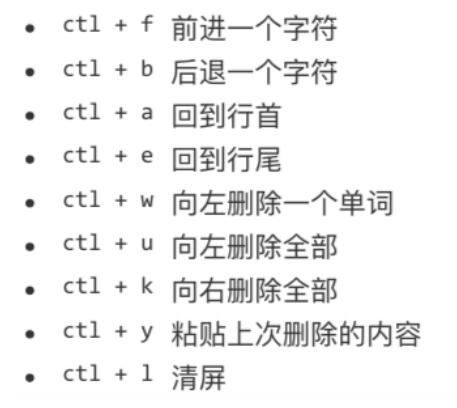 • ctl + f 前进一个字符
• ctl + b 后退一个字符
• ctl + a 回到行首
• ctl + e 回到行尾
• ctl + w 向左删除一个单词
• ctl + u 向左删除全部
• ctl + k 向右删除全部
• ctl + y 粘贴上次删除的内容
• ctl + l 清屏